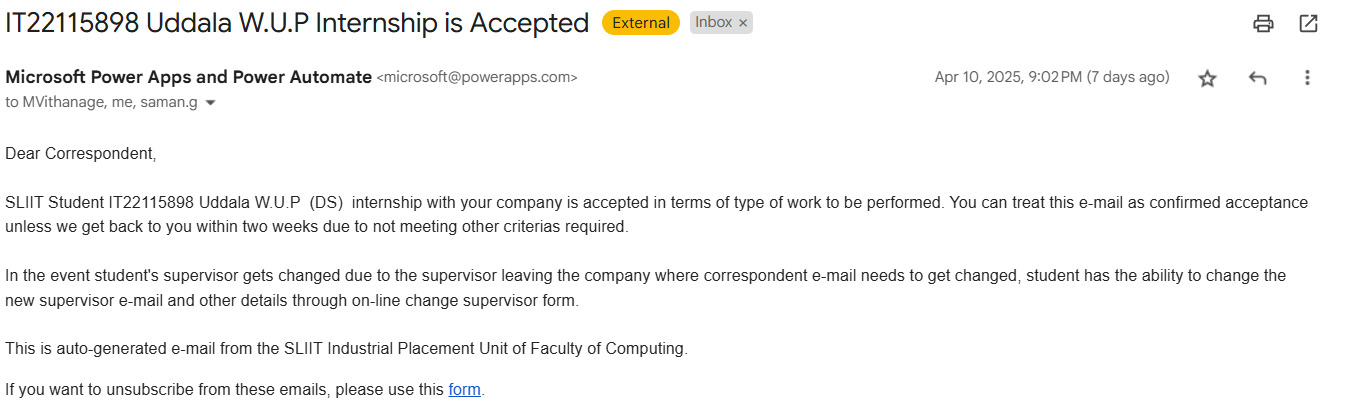 IT22115898 Uddala W.U.P Internship is Accepted External Inbox ×
Microsoft Power Apps and Power Automate <microsoft@powerapps.com> Apr 10, 2025, 9:02 PM (7 days ago)
to MVithanage, me, saman.g
Dear Correspondent,
SLIIT Student IT22115898 Uddala W.U.P  (DS)  internship with your company is accepted in terms of type of work to be performed. You can treat this e-mail as confirmed acceptance
unless we get back to you within two weeks due to not meeting other criterias required.
In the event student's supervisor gets changed due to the supervisor leaving the company where correspondent e-mail needs to get changed, student has the ability to change the
new supervisor e-mail and other details through on-line change supervisor form.
This is auto-generated e-mail from the SLIIT Industrial Placement Unit of Faculty of Computing.
If you want to unsubscribe from these emails, please use this form.